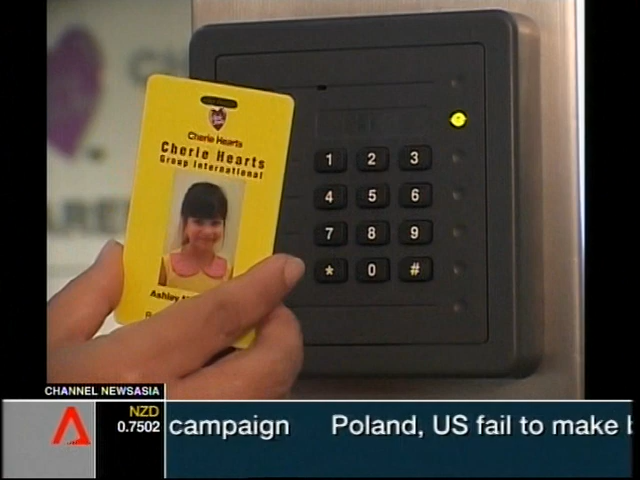 Cherie Hearts
Cherie Hearts
Group International
Ashley
1 2 3
4 5 6
7 8 9
* 0 #
CHANNEL NEWSASIA
NZD
0.7502
campaign Poland, US fail to make